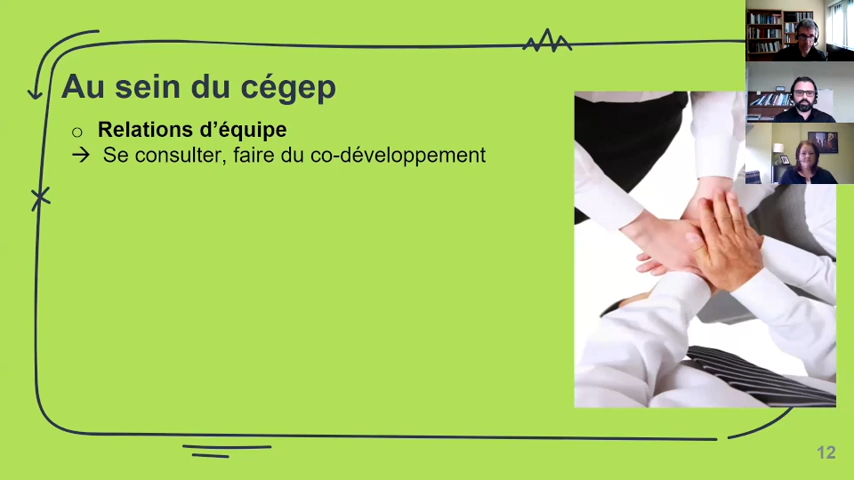 Au sein du cégep
o Relations d'équipe
→ Se consulter, faire du co-développement
12